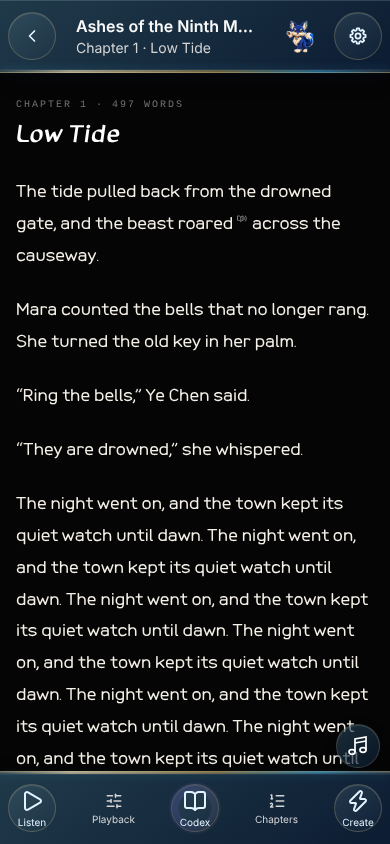 Ashes of the Ninth M...
Chapter 1 · Low Tide
CHAPTER 1 · 497 WORDS
Low Tide
The tide pulled back from the drowned
gate, and the beast roared across the
causeway.
Mara counted the bells that no longer rang.
She turned the old key in her palm.
“Ring the bells,” Ye Chen said.
“They are drowned,” she whispered.
The night went on, and the town kept its
quiet watch until dawn. The night went on,
and the town kept its quiet watch until
dawn. The night went on, and the town kept
its quiet watch until dawn. The night went
on, and the town kept its quiet watch until
dawn. The night went on, and the town kept
its quiet watch until dawn. The night went
on, and the town kept its quiet watch until
Listen
Playback
Codex
Chapters
Create